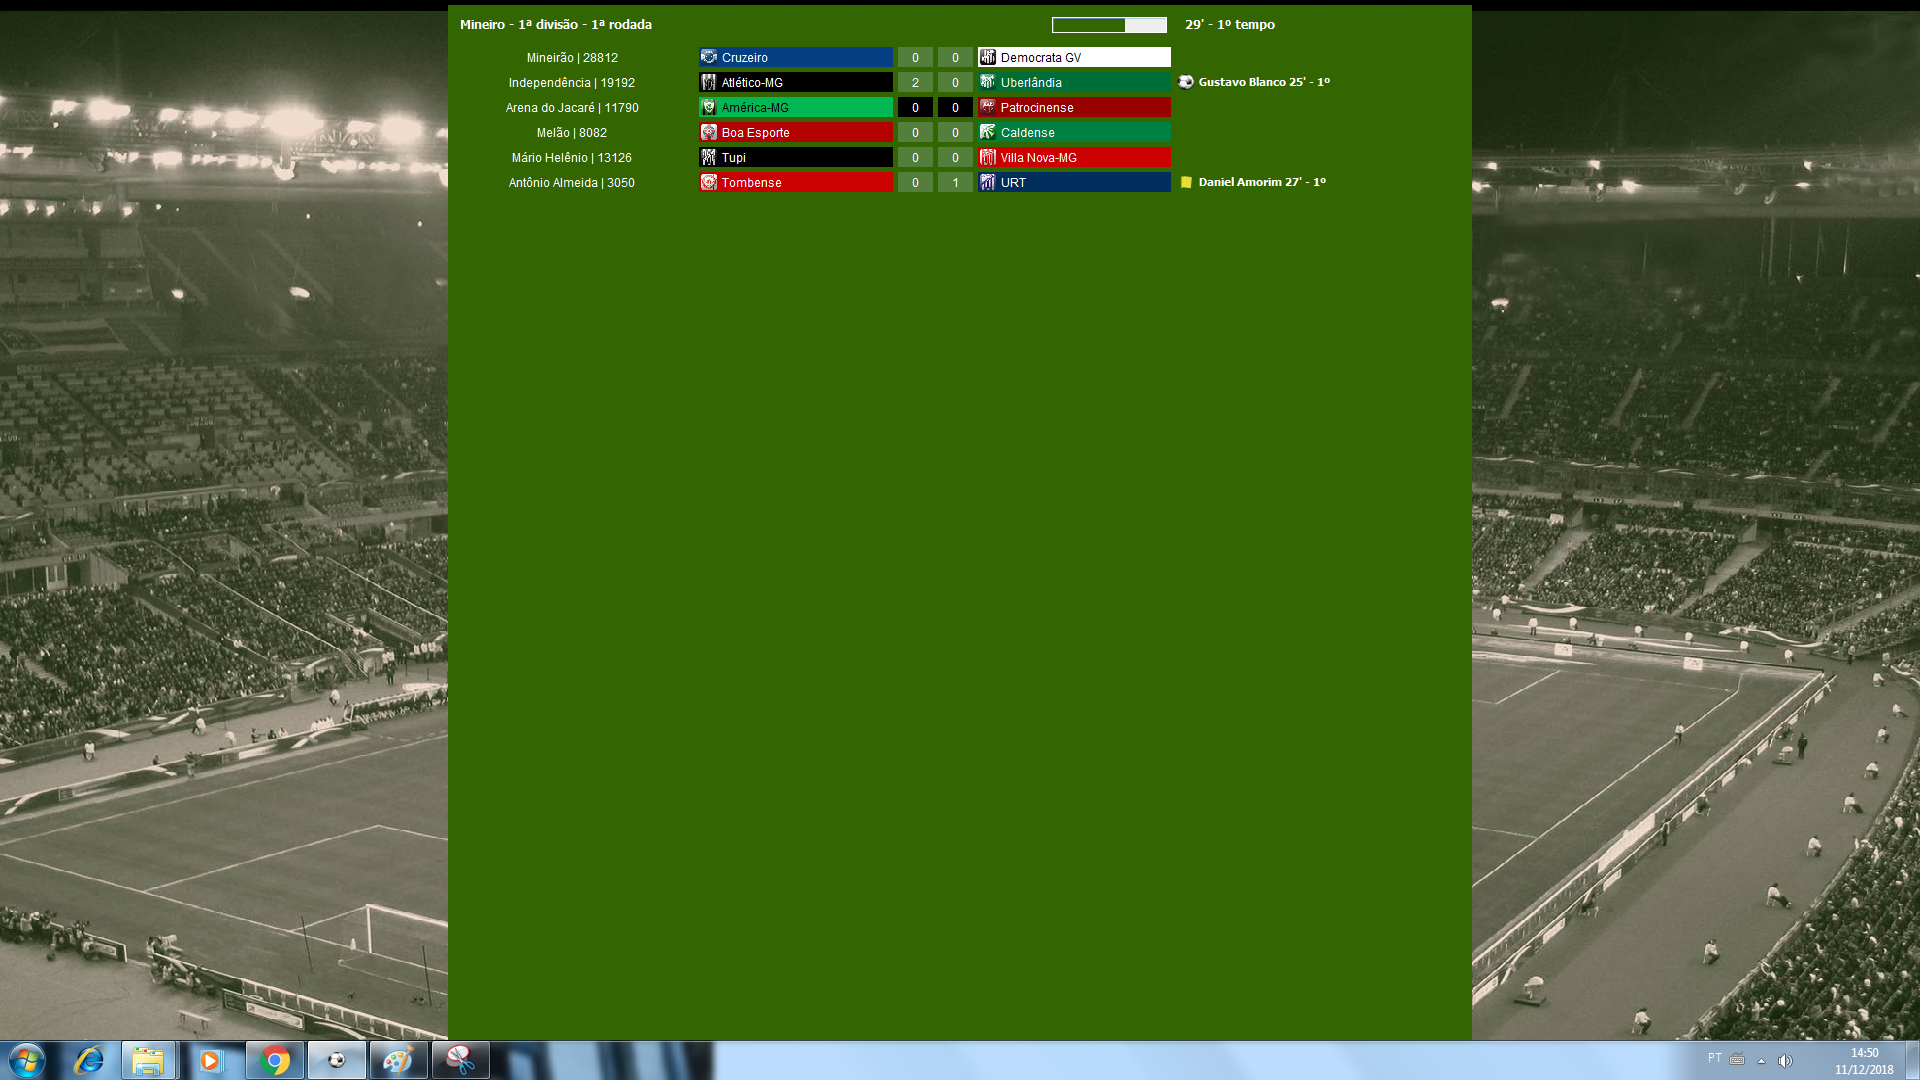 Mineiro - 1ª divisão - 1ª rodada 29' - 1º tempo
Mineirão | 28812 Cruzeiro 0 0 Democrata GV
Independência | 19192 Atlético-MG 2 0 Uberlândia Gustavo Blanco 25' - 1º
Arena do Jacaré | 11790 América-MG 0 0 Patrocinense
Melão | 8082 Boa Esporte 0 0 Caldense
Mário Helênio | 13126 Tupi 0 0 Villa Nova-MG
Antônio Almeida | 3050 Tombense 0 1 URT Daniel Amorim 27' - 1º
PT 14:50
11/12/2018